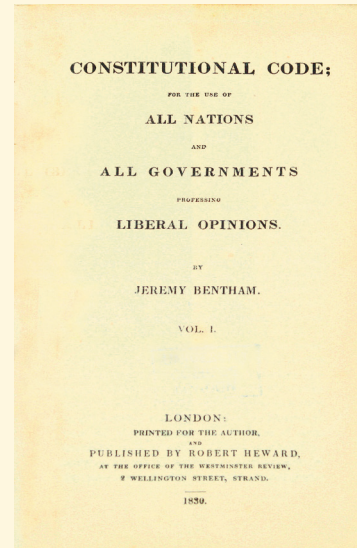 CONSTITUTIONAL CODE;
FOR THE USE OF
ALL NATIONS
AND
ALL GOVERNMENTS
PROFESSING
LIBERAL OPINIONS.
BY
JEREMY BENTHAM.
VOL. I.
LONDON:
PRINTED FOR THE AUTHOR,
AND
PUBLISHED BY ROBERT HEWARD,
AT THE OFFICE OF THE WESTMINSTER REVIEW,
2 WELLINGTON STREET, STRAND.
1830.